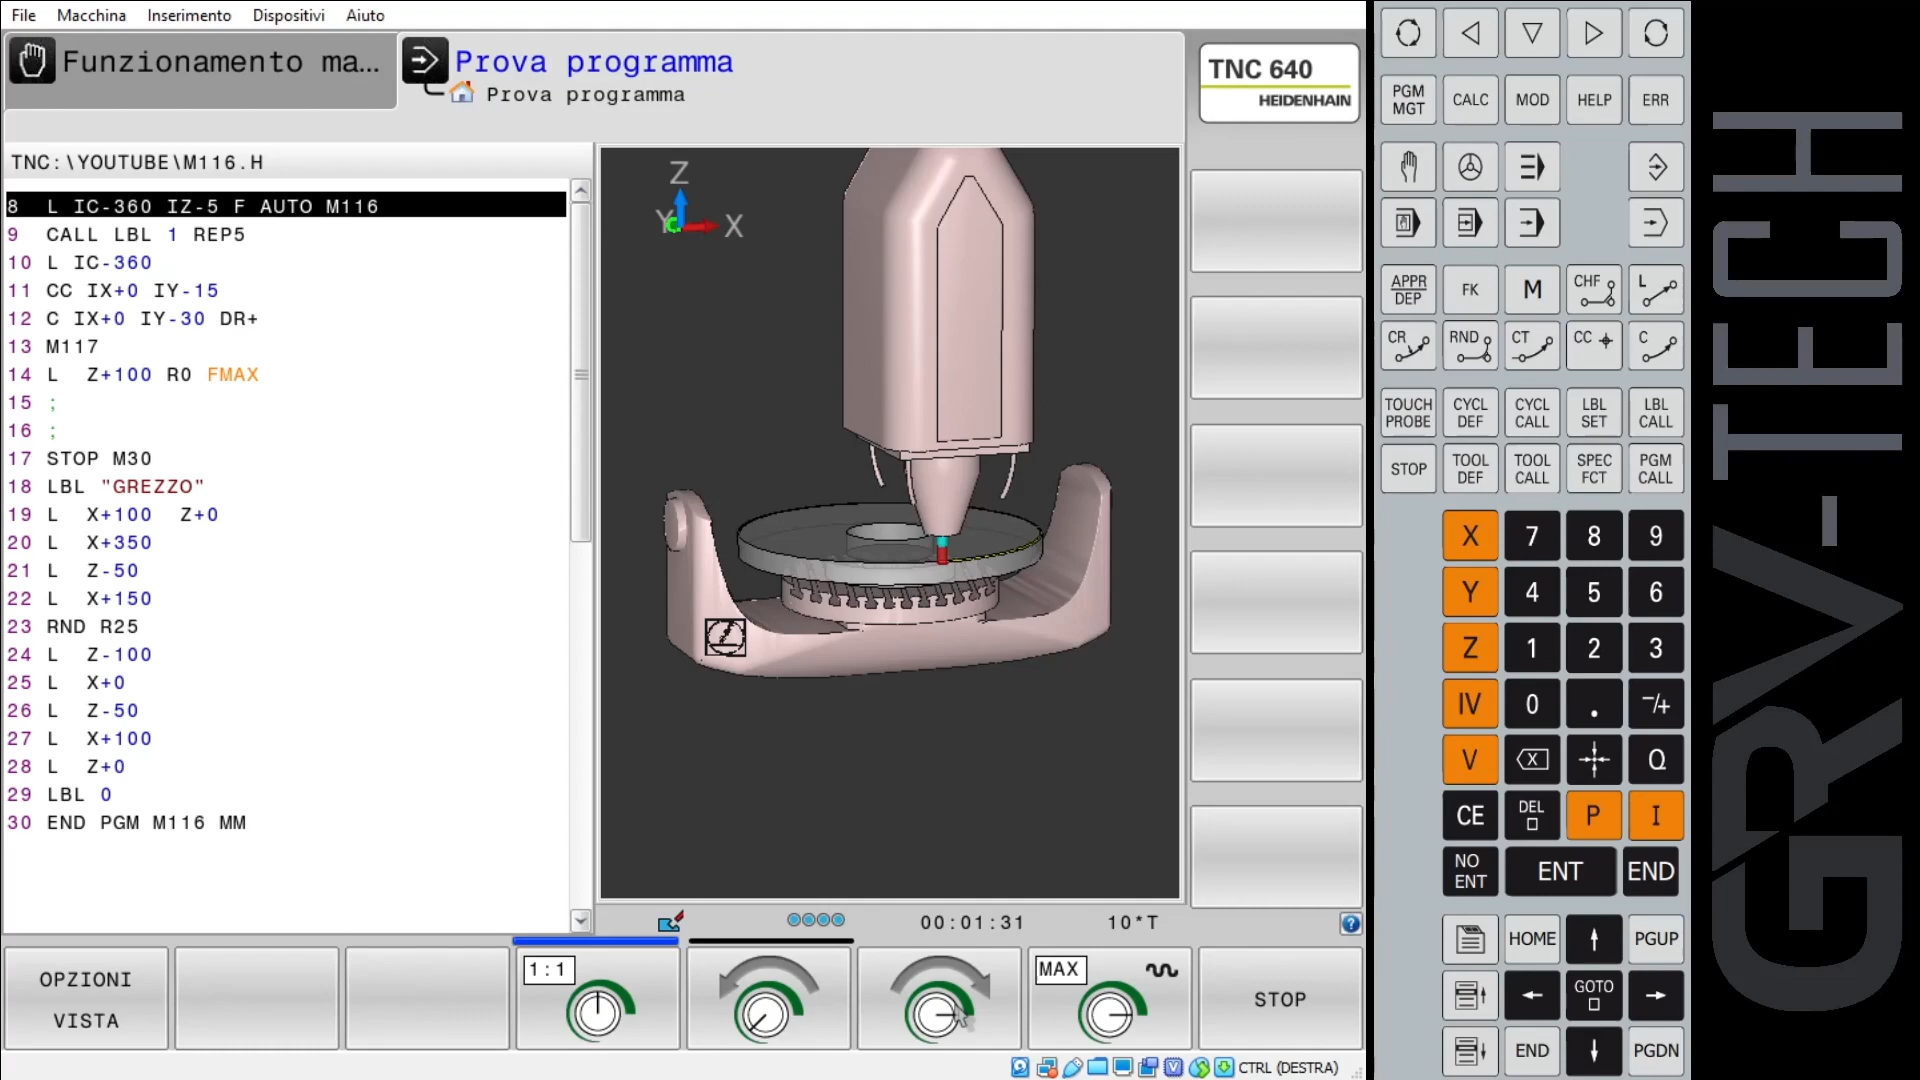 File Macchina Inserimento Dispositivi Aiuto
Funzionamento ma...
Prova programma
Prova programma
TNC 640
HEIDENHAIN
TNC:\YOUTUBE\M116.H
8 L IC-360 IZ-5 F AUTO M116
9 CALL LBL 1 REP5
10 L IC-360
11 CC IX+0 IY-15
12 C IX+0 IY-30 DR+
13 M117
14 L Z+100 R0 FMAX
15 ;
16 ;
17 STOP M30
18 LBL "GREZZO"
19 L X+100 Z+0
20 L X+350
21 L Z-50
22 L X+150
23 RND R25
24 L Z-100
25 L X+0
26 L Z-50
27 L X+100
28 L Z+0
29 LBL 0
30 END PGM M116 MM
Z
Y X
00:01:31 10*T
OPZIONI
VISTA
1:1
MAX
STOP
CTRL (DESTRA)
PGM
MGT
CALC MOD HELP ERR
APPR
DEP
FK M CHF L
CR RND CT CC C
TOUCH
PROBE
CYCL
DEF
CYCL
CALL
LBL
SET
LBL
CALL
STOP
TOOL
DEF
TOOL
CALL
SPEC
FCT
PGM
CALL
X 7 8 9
Y 4 5 6
Z 1 2 3
IV 0 . -/+
V X Q
CE
DEL
P I
NO
ENT
ENT END
HOME PGUP
GOTO
END PGDN
GRV-TECH